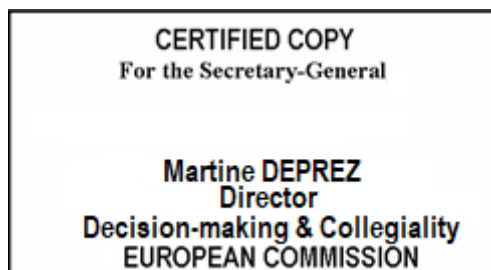 CERTIFIED COPY
For the Secretary-General
Martine DEPREZ
Director
Decision-making & Collegiality
EUROPEAN COMMISSION